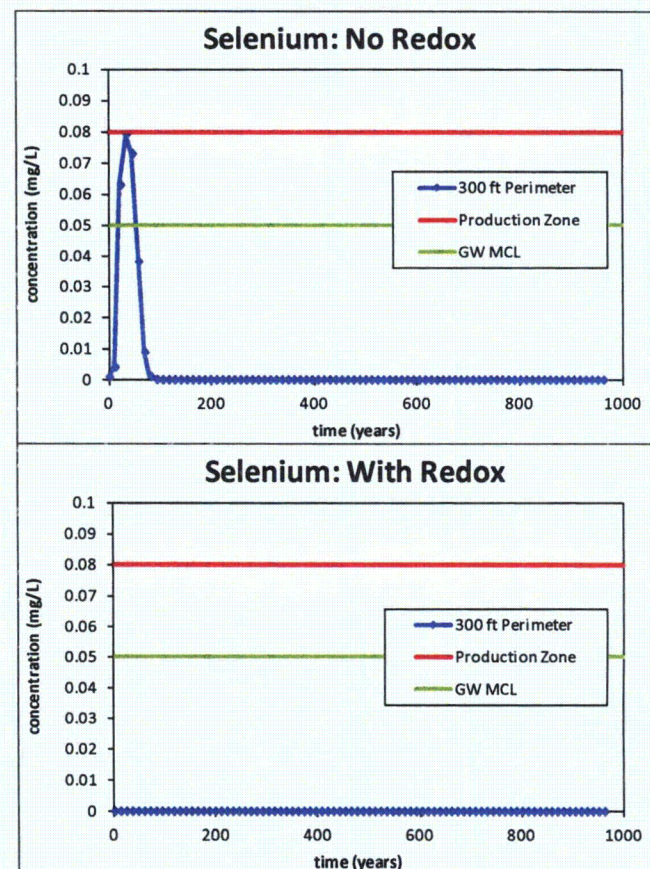 Selenium: No Redox
0.1
0.09
0.08
0.07
0.06
0.05
0.04
0.03
0.02
0.01
0
concentration (mg/L)
300 ft Perimeter
Production Zone
GW MCL
0 200 400 600 800 1000
time (years)
Selenium: With Redox
0.1
0.09
0.08
0.07
0.06
0.05
0.04
0.03
0.02
0.01
0
concentration (mg/L)
300 ft Perimeter
Production Zone
GW MCL
0 200 400 600 800 1000
time (years)